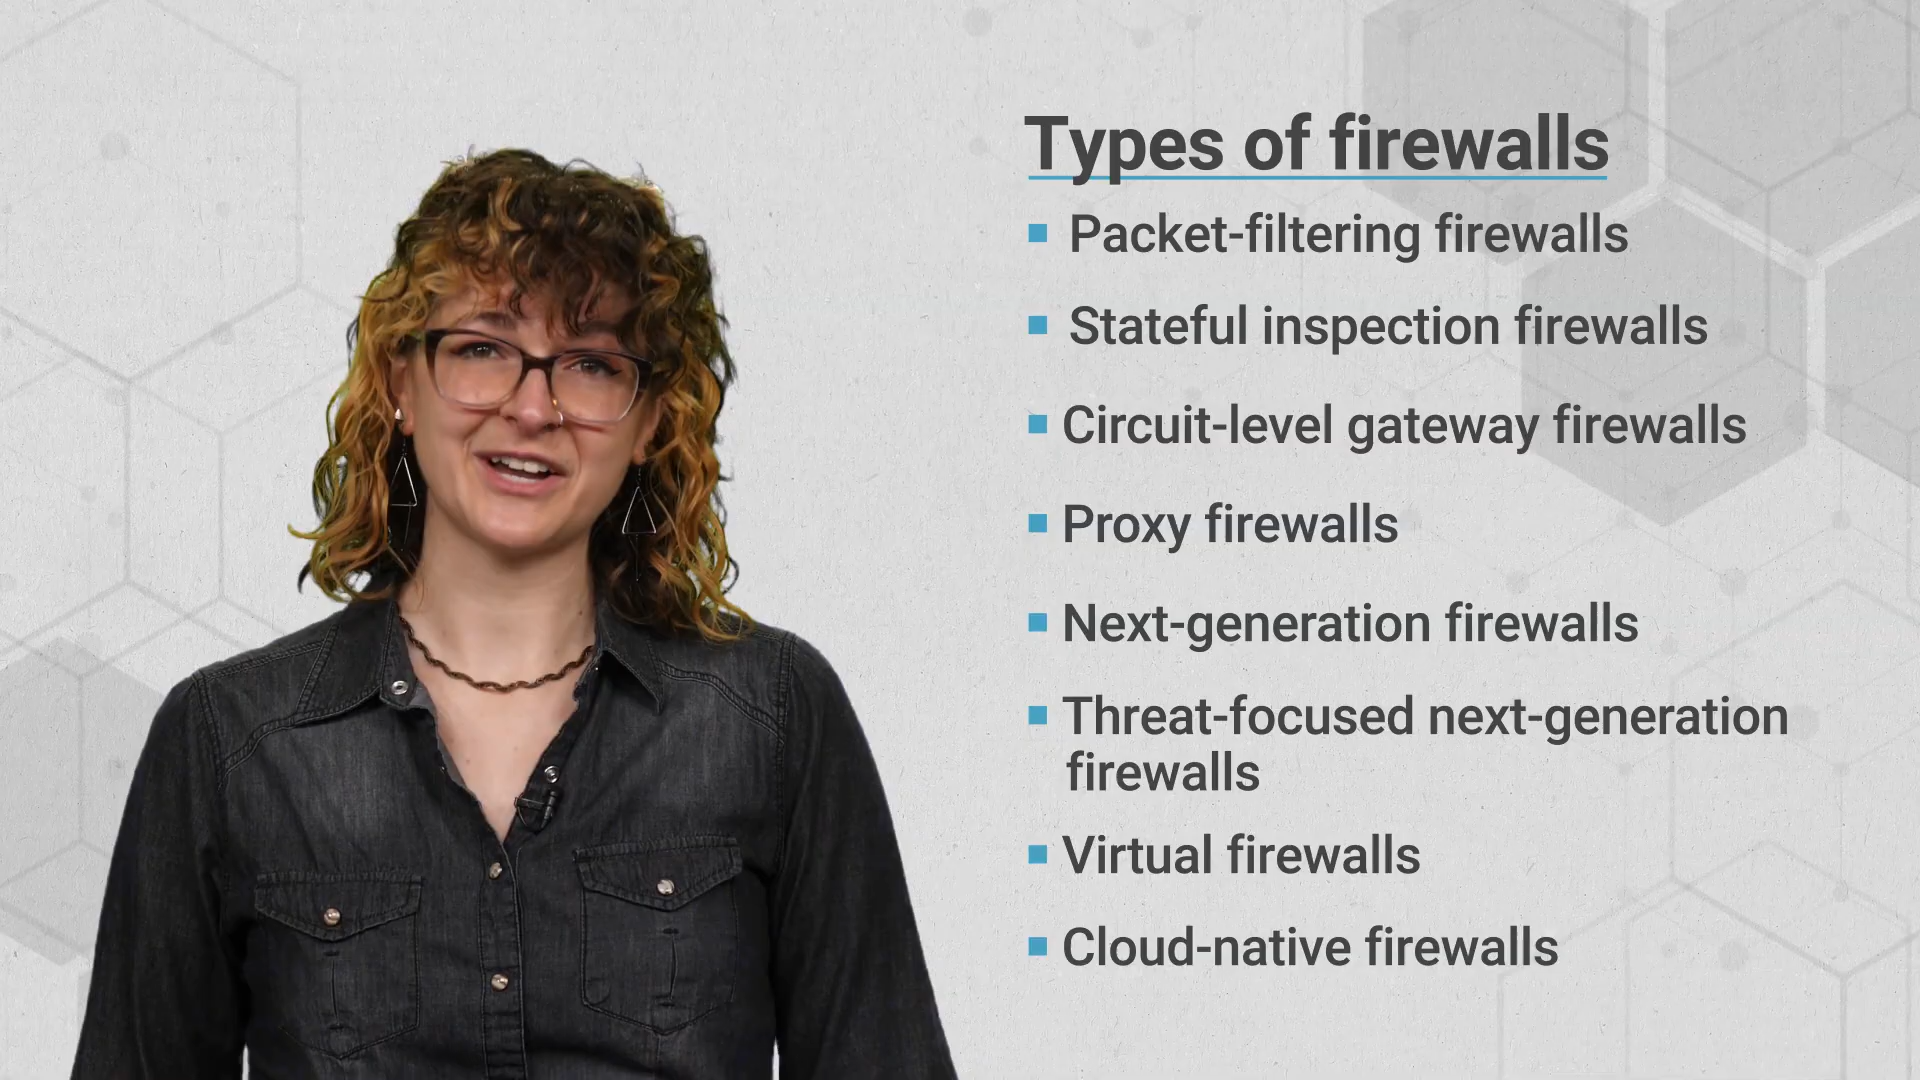 Types of firewalls
Packet-filtering firewalls
Stateful inspection firewalls
Circuit-level gateway firewalls
Proxy firewalls
Next-generation firewalls
Threat-focused next-generation
firewalls
Virtual firewalls
Cloud-native firewalls